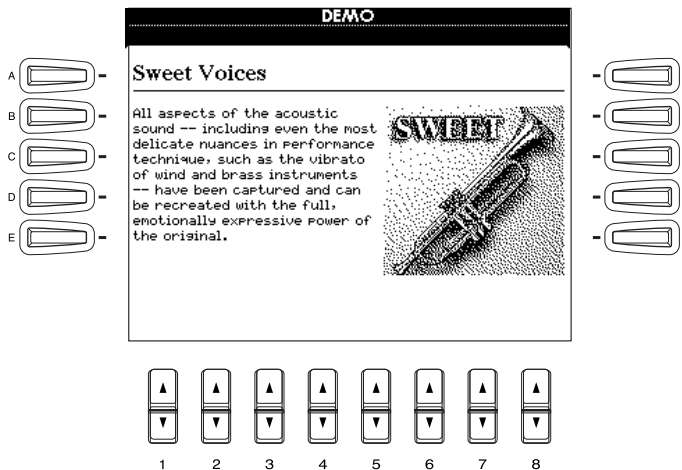 DEMO
Sweet Voices
All aspects of the acoustic
sound -- including even the most
delicate nuances in performance
technique, such as the vibrato
of wind and brass instruments
-- have been captured and can
be recreated with the full,
emotionally expressive power of
the original.
SWEET
A
B
C
D
E
1 2 3 4 5 6 7 8